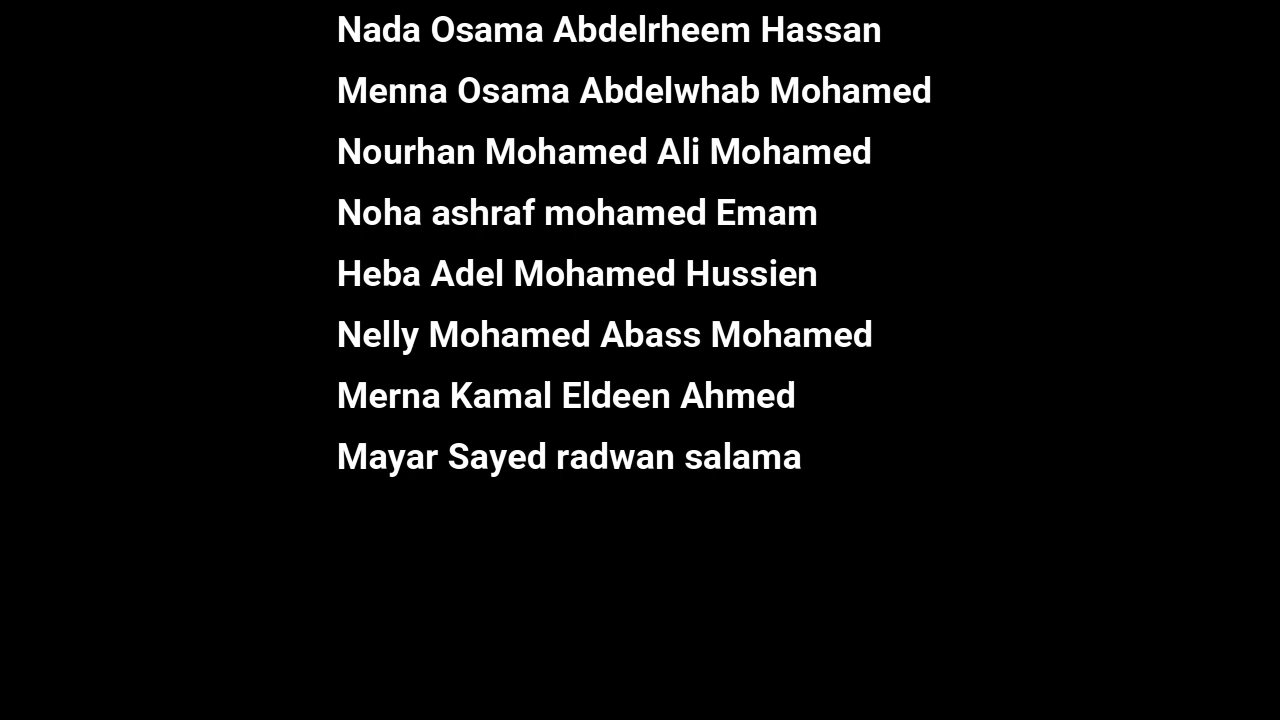 Nada Osama Abdelrheem Hassan
Menna Osama Abdelwhab Mohamed
Nourhan Mohamed Ali Mohamed
Noha ashraf mohamed Emam
Heba Adel Mohamed Hussien
Nelly Mohamed Abass Mohamed
Merna Kamal Eldeen Ahmed
Mayar Sayed radwan salama